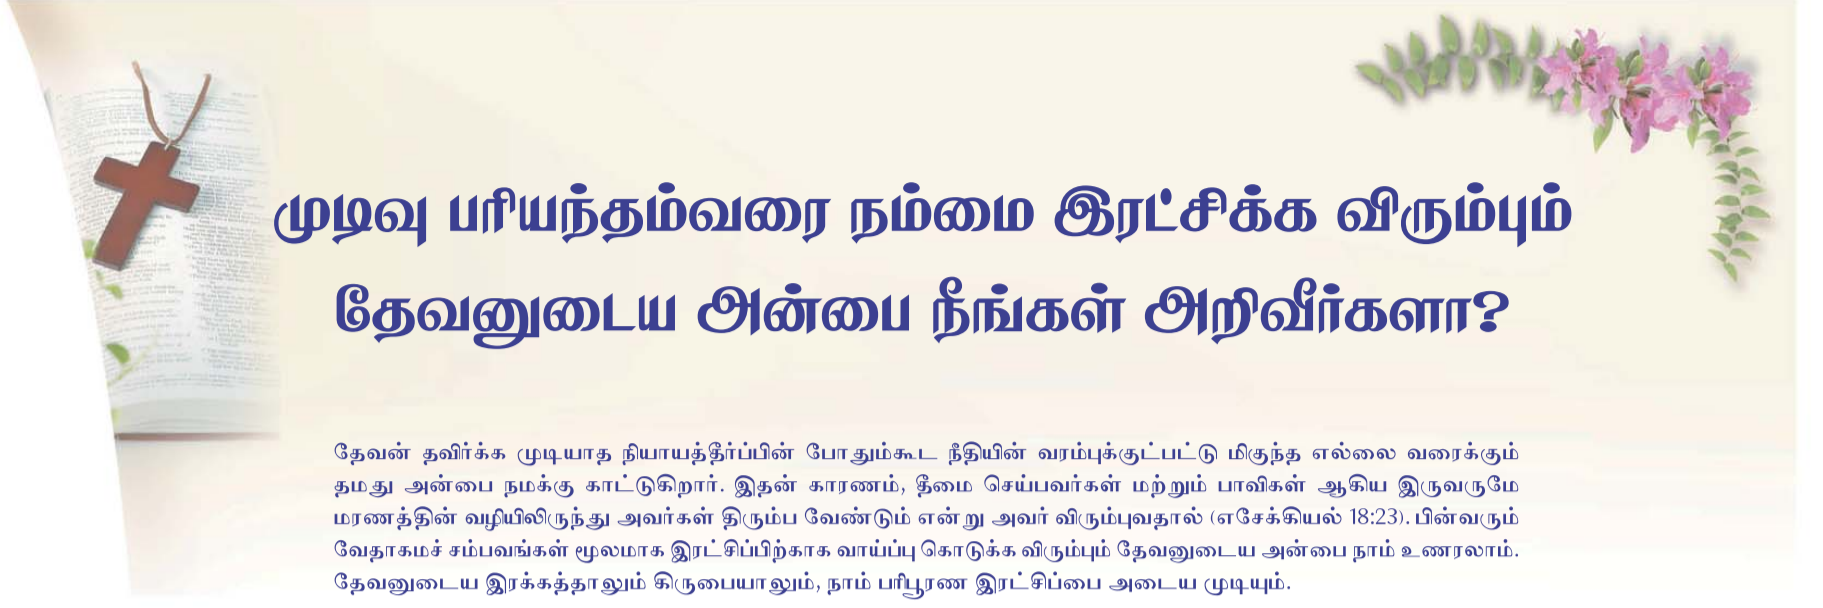 முடிவு பரியந்தம்வரை நம்மை இரட்சிக்க விரும்பும்
தேவனுடைய அன்பை நீங்கள் அறிவீர்களா?
தேவன் தவிர்க்க முடியாத நியாயத்தீர்ப்பின் போதும்கூட நீதியின் வரம்புக்குட்பட்டு மிகுந்த எல்லை வரைக்கும்
தமது அன்பை நமக்கு காட்டுகிறார். இதன் காரணம், தீமை செய்பவர்கள் மற்றும் பாவிகள் ஆகிய இருவருமே
மரணத்தின் வழியிலிருந்து அவர்கள் திரும்ப வேண்டும் என்று அவர் விரும்புவதால் (எசேக்கியல் 18:23). பின்வரும்
வேதாகமச் சம்பவங்கள் மூலமாக இரட்சிப்பிற்காக வாய்ப்பு கொடுக்க விரும்பும் தேவனுடைய அன்பை நாம் உணரலாம்.
தேவனுடைய இரக்கத்தாலும் கிருபையாலும், நாம் பரிபூரண இரட்சிப்பை அடைய முடியும்.